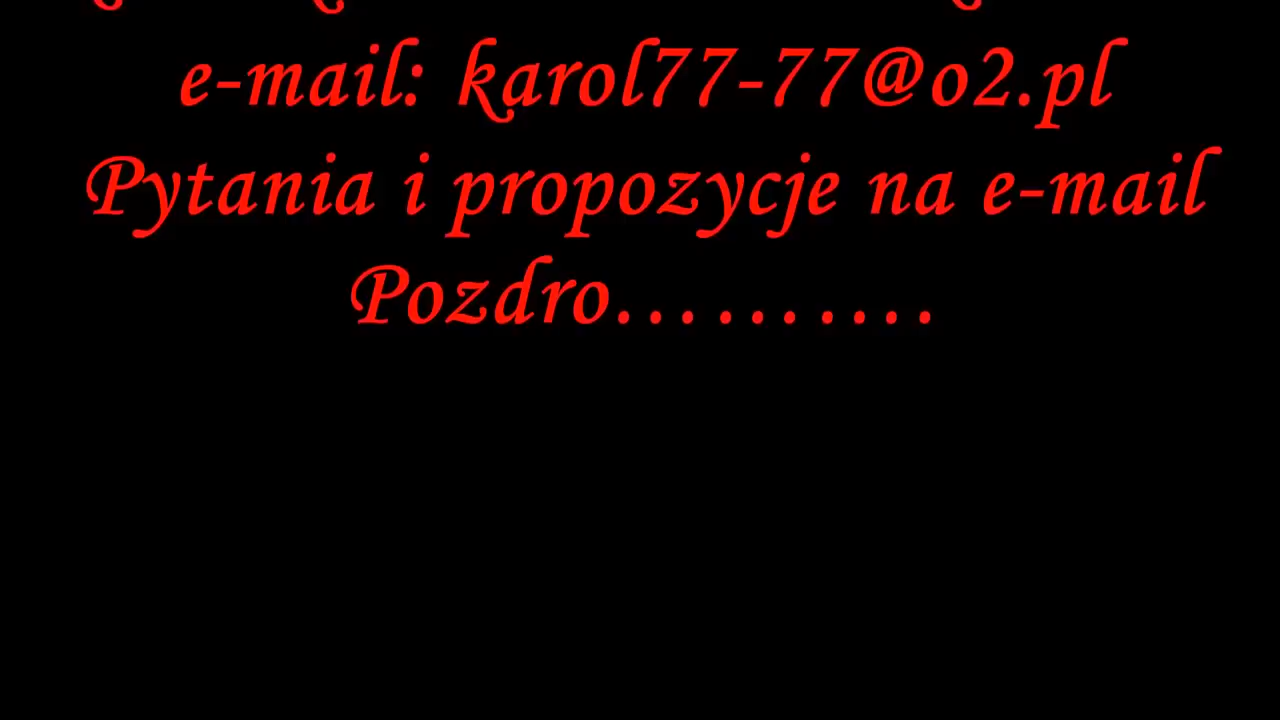 e-mail: karol77-77@o2.pl
Pytania i propozycje na e-mail
Pozdro..........